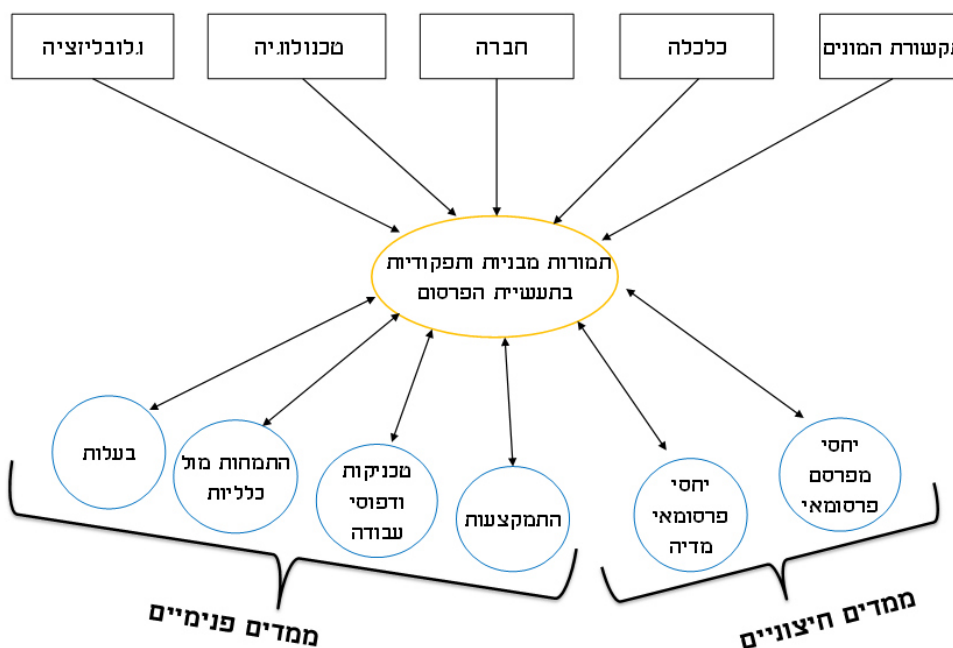 תקשורת המונים
כלכלה
חברה
טכנולוגיה
גלובליזציה
תמורות מבניות ותפקודיות
בתעשיית הפרסום
יחסי
מפרסם
פרסומאי
יחסי
פרסומאי
מדיה
התמקצעות
טכניקות
ודפוסי
עבודה
התמחות מול
כלליות
בעלות
ממדים חיצוניים
ממדים פנימיים